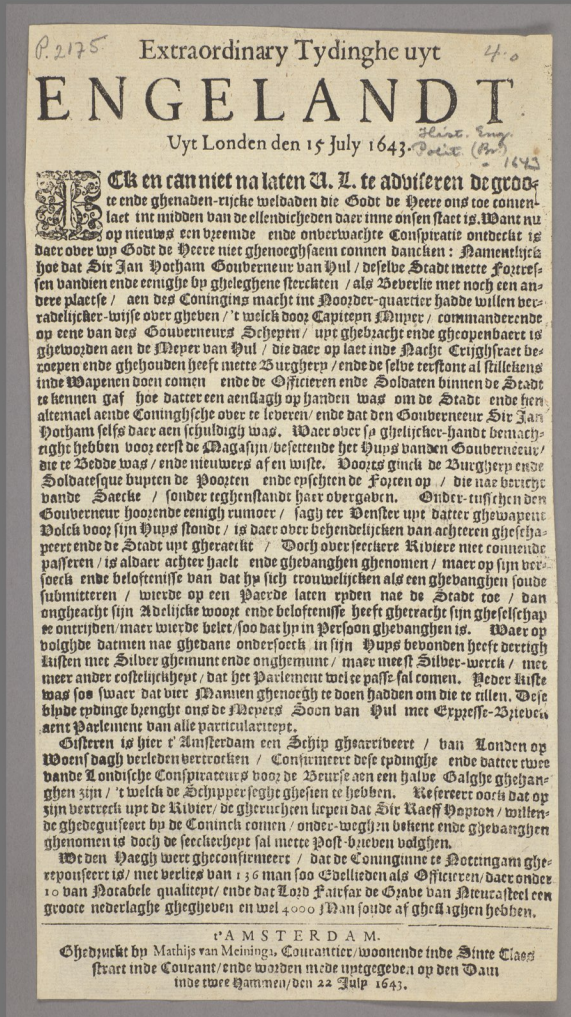 P. 2175
4.o
Extraordinary Tydinghe uyt
ENGELANDT
Uyt Londen den 15 July 1643.
Hist. Eng.
Polit. (Br.)
1643
ICk en can niet na laten U. L. te adviseren de groo-
te ende ghenaden-rijcke weldaden die Godt de Heere ons toe comen
laet int midden van de ellendicheden daer inne onsen staet is. Want nu
op nieuws een vreemde ende onverwachte Conspiratie ontdeckt is
daer over wy Godt de Heere niet ghenoeghsaem connen dancken : Namentlijck
hoe dat Sir Jan Hotham Gouverneur van Hul / deselve Stadt mette Fortres-
sen vandien ende eenighe by gheleghene sterckten / als Beverlie met noch een an-
dere plaetse / aen des Conings macht int Noorder-quartier hadde willen ver-
radelijcker-wijse over gheven / 't welck door Capiteyn Muyer / commanderende
op eene van des Gouverneurs Schepen / uyt ghebracht ende gheopenbaert is
gheworden aen de Meyer van Hul / die daer op laet inde Nacht Crijghsraet be-
roepen ende ghehouden heeft mette Burghery / ende de selve terstont al stillekens
inde Wapenen doen comen ende de Officieren ende Soldaten binnen de Stadt
te kennen gaf hoe datter een aenslagh op handen was om de Stadt ende hen
altemael aende Coninghsche over te leveren / ende dat den Gouverneur Sir Jan
Hotham selfs daer aen schuldigh was. Waer over sy ghelijcker-handt bemach-
tight hebben voor eerst de Magasijn / besettende het Huys vanden Gouverneur /
die te Bedde was / ende nieuwers af en wiste. Voorts ginck de Burghery ende
Soldatesque buyten de Poorten ende eyschten de Forten op / die nae bericht
vande Saecke / sonder teghenstandt haer overgaven. Onder-tusschen den
Gouverneur hoorende eenigh rumoer / sagh ter Venster uyt datter ghewapent
Volck voor sijn Huys stondt / is daer over behendelijcken van achteren ghescha-
peert ende de Stadt uyt gheraeckt / Doch over seeckere Riviere niet connende
passeren / is aldaer achter haelt ende ghevanghen ghenomen / maer op sijn ver-
soeck ende beloftenisse van dat hy sich trouwelijcken als een ghevanghen soude
submitteren / wierde op een Paerde laten ryden nae de Stadt toe / dan
ongheacht sijn Adelijcke woort ende beloftenisse heeft ghetracht sijn gheselschap
te ontrijden / maer wierde belet / soo dat hy in Persoon ghevanghen is. Waer op
volghde datmen nae ghedane ondersoeck in sijn Huys bevonden heeft dertigh
kisten met Silver ghemunt ende onghemunt / maer meest Silver-werck / met
meer ander costelijckheyt / dat het Parlement wel te passe sal comen. Yeder kiste
was soo swaer dat vier Mannen ghenoegh te doen hadden om die te tillen. Dese
blyde tydinge brenght ons de Meyers Soon van Hul met Expresse-Brieven
aent Parlement van alle particulariteyt.
Gisteren is hier t'Amsterdam een Schip ghearriveert / van Londen op
Woensdagh verleden vertrocken / Confirmeert dese tydinghe ende datter twee
vande Londische Conspirateurs voor de Beurse aen een halve Galghe ghehan-
ghen zijn / 't welck de Schipper seght ghesien te hebben. Refereert oock dat op
zijn vertreck uyt de Rivier / de gheruchten liepen dat Sir Raeff Hopton / willen-
de ghedeguiseert by de Coninck comen / onder-weghen bekent ende ghevanghen
ghenomen is doch de seeckerheyt sal mette Post-brieven volghen.
Wt den Haegh wert gheconfirmeert / dat de Coninginne te Nottingam ghe-
reponseert is / met verlies van 136 man soo Edellieden als Officieren / daer onder
10 van Notabele qualiteyt / ende dat Lord Fairfax de Grave van Nieucasteel een
groote nederlaghe ghegheven en wel 4000 Man soude af gheslaghen hebben.
t'AMSTERDAM.
Ghedruckt by Mathijs van Meininga, Courantier / woonende inde Sinte Claes
straet inde Courant / ende worden mede uytgegeven op den Dam
inde twee Hammen / den 22 July 1643.